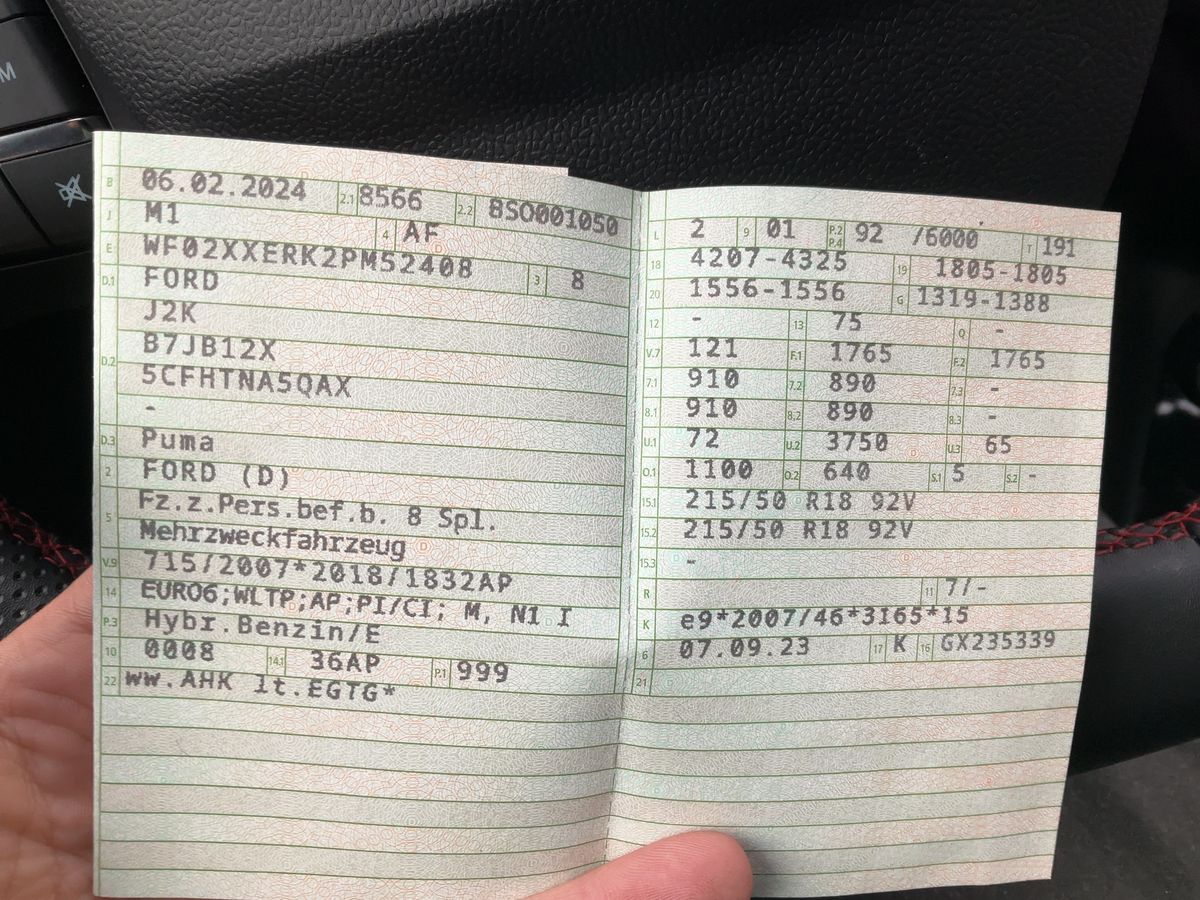 M
B 06.02.2024 2.1 8566 2.2 8SO001050
J M1 4 AF
E WF02XXERK2PM52408 3 8
D.1 FORD
J2K
D.2 B7JB12X
5CFHTNA5QAX
-
D.3 Puma
2 FORD (D)
5 Fz.z.Pers.bef.b. 8 Spl.
Mehrzweckfahrzeug
V.9 715/2007*2018/1832AP
14 EURO6;WLTP;AP;PI/CI; M, N1 I
P.3 Hybr.Benzin/E
10 0008 14.1 36AP P.1 999
22 ww.AHK lt.EGTG*
L 2 9 01 P.2 P.4 92 /6000 T 191
18 4207-4325 19 1805-1805
20 1556-1556 G 1319-1388
12 - 13 75 Q -
V.7 121 F.1 1765 F.2 1765
7.1 910 7.2 890 7.3 -
8.1 910 8.2 890 8.3 -
U.1 72 U.2 3750 U.3 65
O.1 1100 O.2 640 S.1 5 S.2 -
15.1 215/50 R18 92V
15.2 215/50 R18 92V
15.3 -
R 11 7/-
K e9*2007/46*3165*15
6 07.09.23 17 K 16 GX235339
21